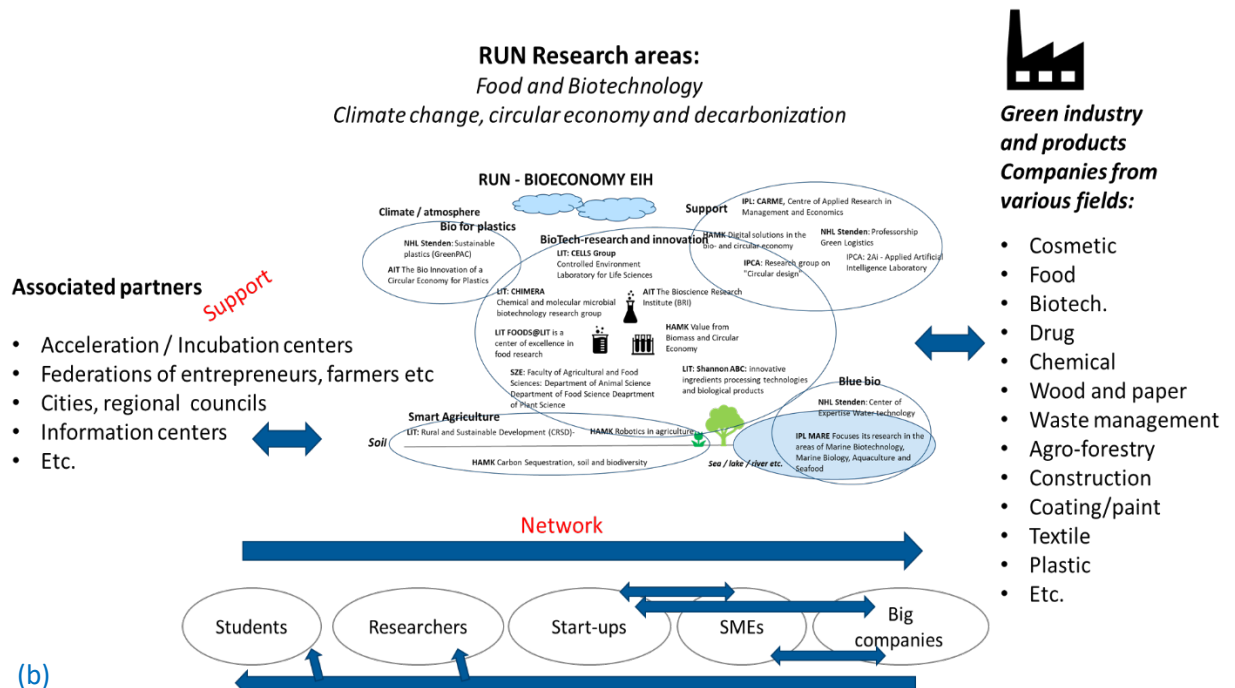 RUN Research areas:
Food and Biotechnology
Climate change, circular economy and decarbonization
RUN - BIOECONOMY EIH
Climate / atmosphere
Bio for plastics
NHL Stenden: Sustainable
plastics (GreenPAC)
AIT The Bio Innovation of a
Circular Economy for Plastics
Support
IPL: CARME, Centre of Applied Research in
Management and Economics
HAMK Digital solutions in the
bio- and circular economy
NHL Stenden: Professorship
Green Logistics
IPCA: Research group on
"Circular design"
IPCA: 2Ai - Applied Artificial
Intelligence Laboratory
BioTech-research and innovation
LIT: CELLS Group
Controlled Environment
Laboratory for Life Sciences
LIT: CHIMERA
Chemical and molecular microbial
biotechnology research group
AIT The Bioscience Research
Institute (BRI)
LIT FOODS@LIT is a
center of excellence in
food research
HAMK Value from
Biomass and Circular
Economy
SZE: Faculty of Agricultural and Food
Sciences: Department of Animal Science
Department of Food Science Deapartment
of Plant Science
LIT: Shannon ABC: innovative
ingredients processing technologies
and biological products
Blue bio
NHL Stenden: Center of
Expertise Water technology
IPL MARE Focuses its research in the
areas of Marine Biotechnology,
Marine Biology, Aquaculture and
Seafood
Sea / lake / river etc.
Smart Agriculture
Soil
LIT: Rural and Sustainable Development (CRSD)-
HAMK Robotics in agriculture
HAMK Carbon Sequestration, soil and biodiversity
Associated partners
Support
• Acceleration / Incubation centers
• Federations of entrepreneurs, farmers etc
• Cities, regional councils
• Information centers
• Etc.
Green industry
and products
Companies from
various fields:
• Cosmetic
• Food
• Biotech.
• Drug
• Chemical
• Wood and paper
• Waste management
• Agro-forestry
• Construction
• Coating/paint
• Textile
• Plastic
• Etc.
Network
Students
Researchers
Start-ups
SMEs
Big
companies
(b)